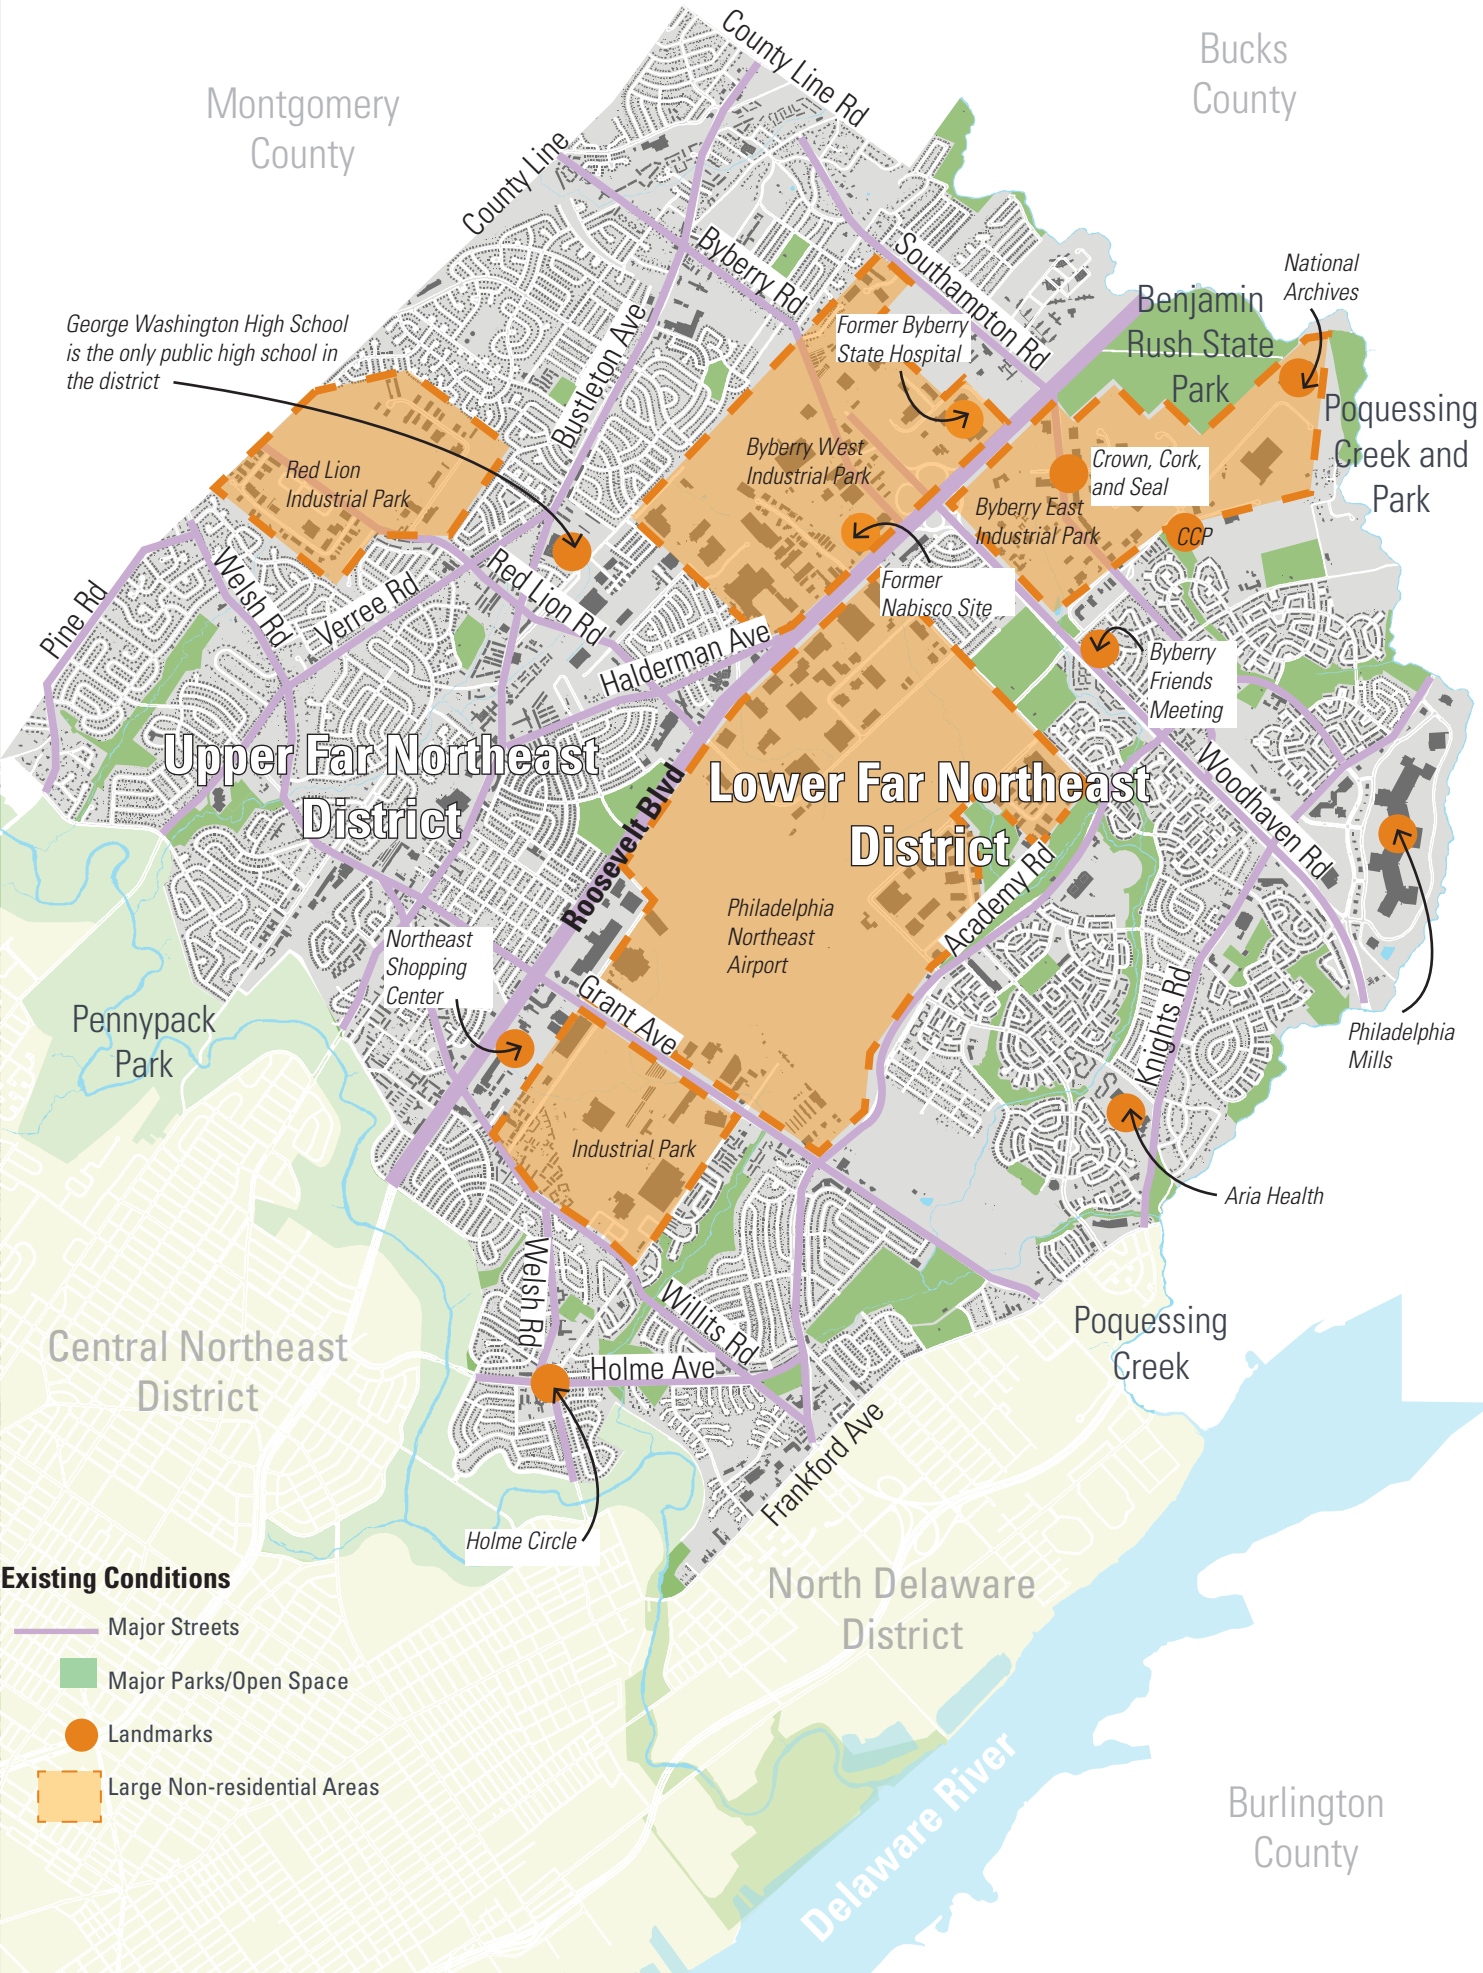 County Line Rd
Bucks
County
Montgomery
County
County Line
Byberry Rd
Southampton Rd
National
Archives
Benjamin
Rush State
Park
George Washington High School
is the only public high school in
the district
Bustleton Ave
Former Byberry
State Hospital
Poquessing
Creek and
Park
Red Lion
Industrial Park
Byberry West
Industrial Park
Crown, Cork,
and Seal
Byberry East
Industrial Park
CCP
Former
Nabisco Site
Pine Rd
Welsh Rd
Verree Rd
Red Lion Rd
Halderman Ave
Byberry
Friends
Meeting
Upper Far Northeast
District
Roosevelt Blvd
Lower Far Northeast
District
Woodhaven Rd
Academy Rd
Philadelphia
Northeast
Airport
Northeast
Shopping
Center
Grant Ave
Knights Rd
Pennypack
Park
Philadelphia
Mills
Industrial Park
Aria Health
Welsh Rd
Willits Rd
Holme Ave
Poquessing
Creek
Central Northeast
District
Frankford Ave
Holme Circle
North Delaware
District
Existing Conditions
Major Streets
Major Parks/Open Space
Landmarks
Large Non-residential Areas
Delaware River
Burlington
County